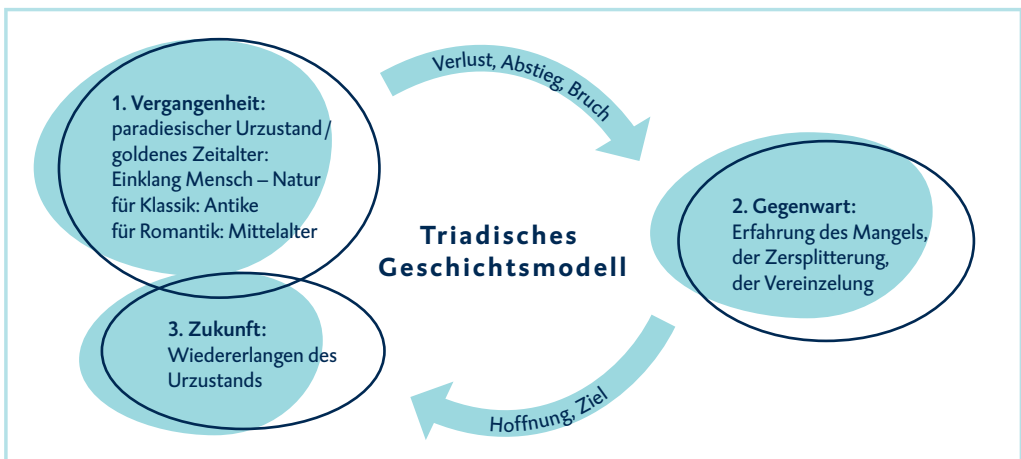 Verlust, Abstieg, Bruch
1. Vergangenheit:
paradiesischer Urzustand /
goldenes Zeitalter:
Einklang Mensch – Natur
für Klassik: Antike
für Romantik: Mittelalter
Triadisches
Geschichtsmodell
2. Gegenwart:
Erfahrung des Mangels,
der Zersplitterung,
der Vereinzelung
3. Zukunft:
Wiedererlangen des
Urzustands
Hoffnung, Ziel